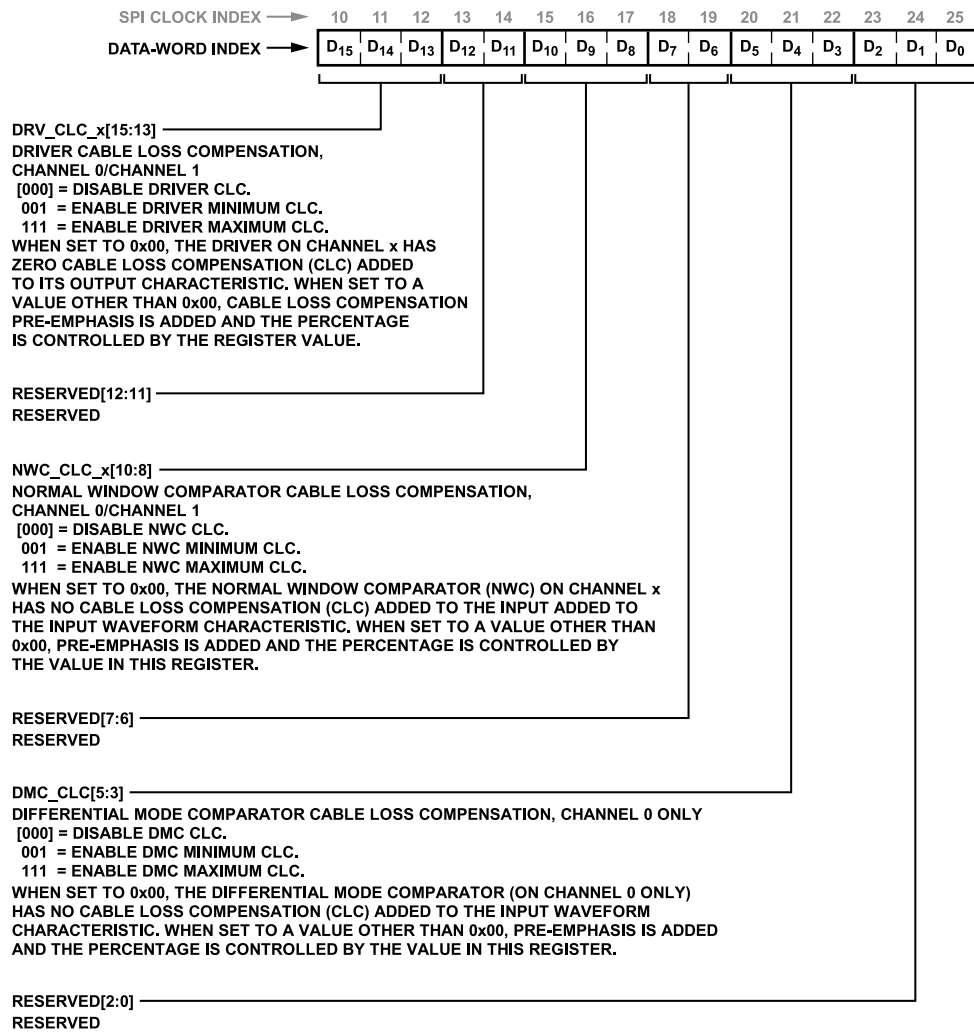 SPI CLOCK INDEX 10 11 12 13 14 15 16 17 18 19 20 21 22 23 24 25
DATA-WORD INDEX D15 D14 D13 D12 D11 D10 D9 D8 D7 D6 D5 D4 D3 D2 D1 D0
DRV_CLC_x[15:13]
DRIVER CABLE LOSS COMPENSATION,
CHANNEL 0/CHANNEL 1
[000] = DISABLE DRIVER CLC.
001 = ENABLE DRIVER MINIMUM CLC.
111 = ENABLE DRIVER MAXIMUM CLC.
WHEN SET TO 0x00, THE DRIVER ON CHANNEL x HAS
ZERO CABLE LOSS COMPENSATION (CLC) ADDED
TO ITS OUTPUT CHARACTERISTIC. WHEN SET TO A
VALUE OTHER THAN 0x00, CABLE LOSS COMPENSATION
PRE-EMPHASIS IS ADDED AND THE PERCENTAGE
IS CONTROLLED BY THE REGISTER VALUE.
RESERVED[12:11]
RESERVED
NWC_CLC_x[10:8]
NORMAL WINDOW COMPARATOR CABLE LOSS COMPENSATION,
CHANNEL 0/CHANNEL 1
[000] = DISABLE NWC CLC.
001 = ENABLE NWC MINIMUM CLC.
111 = ENABLE NWC MAXIMUM CLC.
WHEN SET TO 0x00, THE NORMAL WINDOW COMPARATOR (NWC) ON CHANNEL x
HAS NO CABLE LOSS COMPENSATION (CLC) ADDED TO THE INPUT ADDED TO
THE INPUT WAVEFORM CHARACTERISTIC. WHEN SET TO A VALUE OTHER THAN
0x00, PRE-EMPHASIS IS ADDED AND THE PERCENTAGE IS CONTROLLED BY
THE VALUE IN THIS REGISTER.
RESERVED[7:6]
RESERVED
DMC_CLC[5:3]
DIFFERENTIAL MODE COMPARATOR CABLE LOSS COMPENSATION, CHANNEL 0 ONLY
[000] = DISABLE DMC CLC.
001 = ENABLE DMC MINIMUM CLC.
111 = ENABLE DMC MAXIMUM CLC.
WHEN SET TO 0x00, THE DIFFERENTIAL MODE COMPARATOR (ON CHANNEL 0 ONLY)
HAS NO CABLE LOSS COMPENSATION (CLC) ADDED TO THE INPUT WAVEFORM
CHARACTERISTIC. WHEN SET TO A VALUE OTHER THAN 0x00, PRE-EMPHASIS IS ADDED
AND THE PERCENTAGE IS CONTROLLED BY THE VALUE IN THIS REGISTER.
RESERVED[2:0]
RESERVED